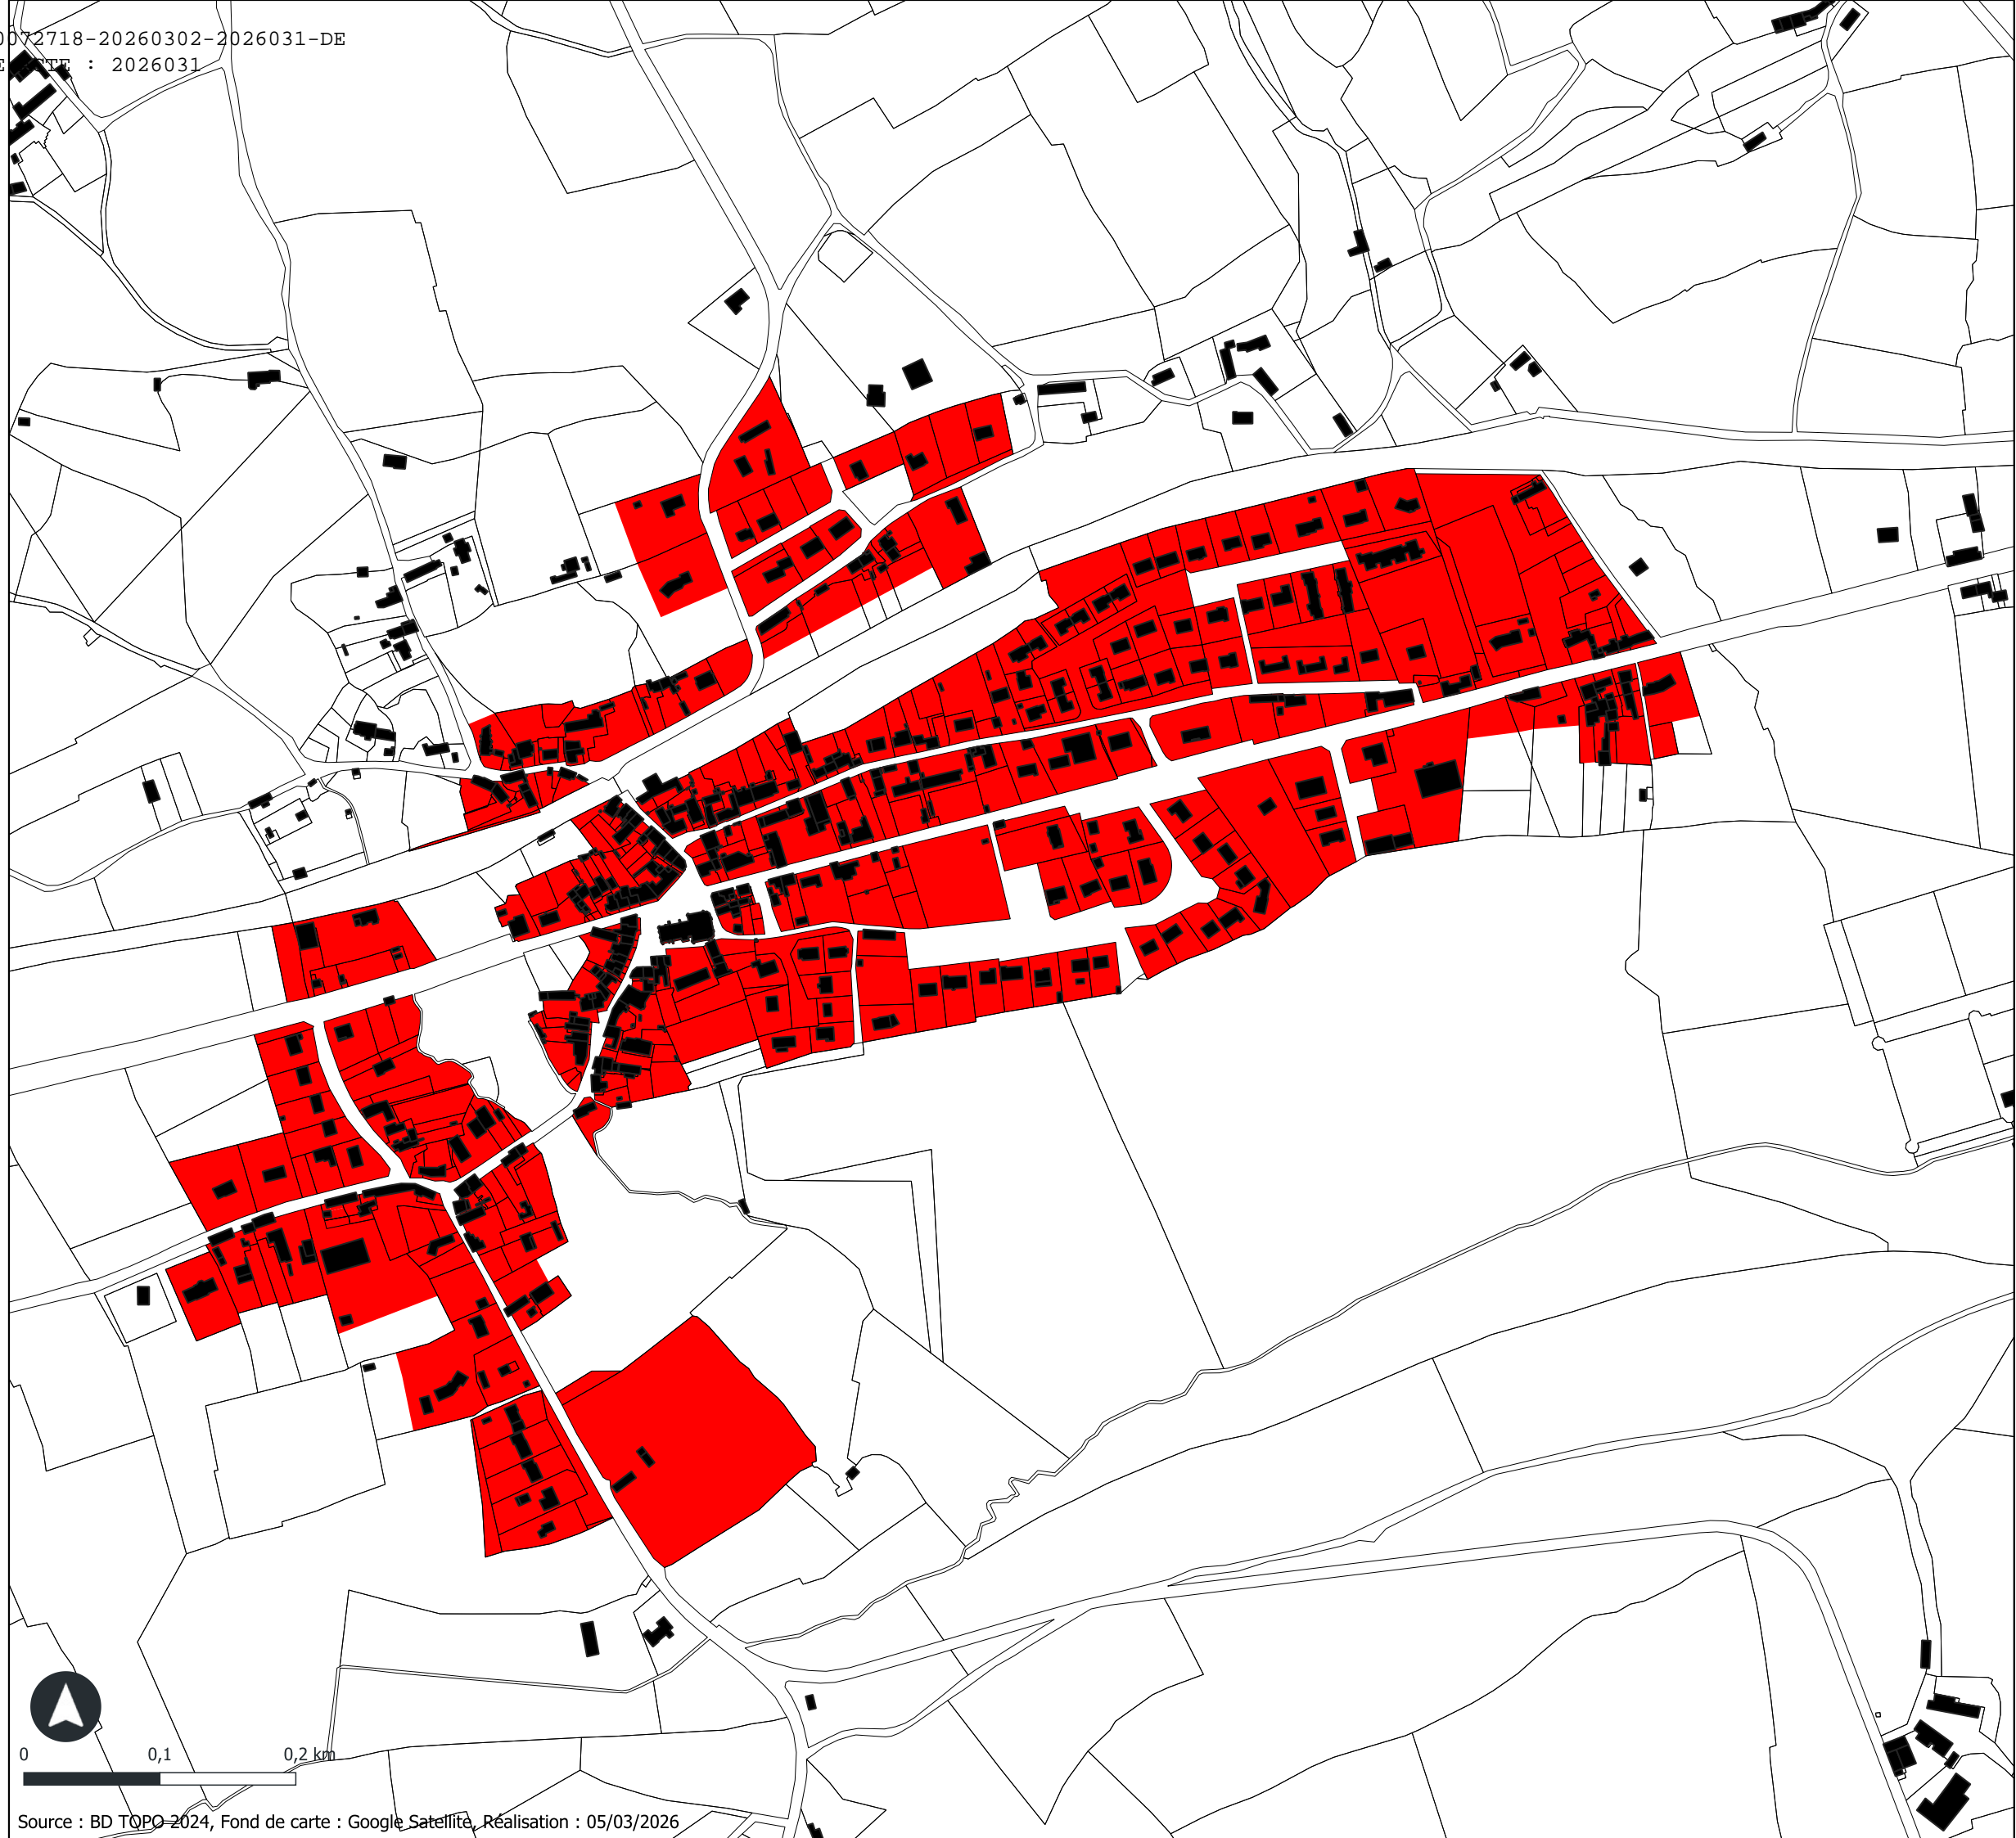 0072718-20260302-2026031-DE
: 2026031
0 0,1 0,2 km
Source : BD TOPO 2024, Fond de carte : Google Satellite, Réalisation : 05/03/2026